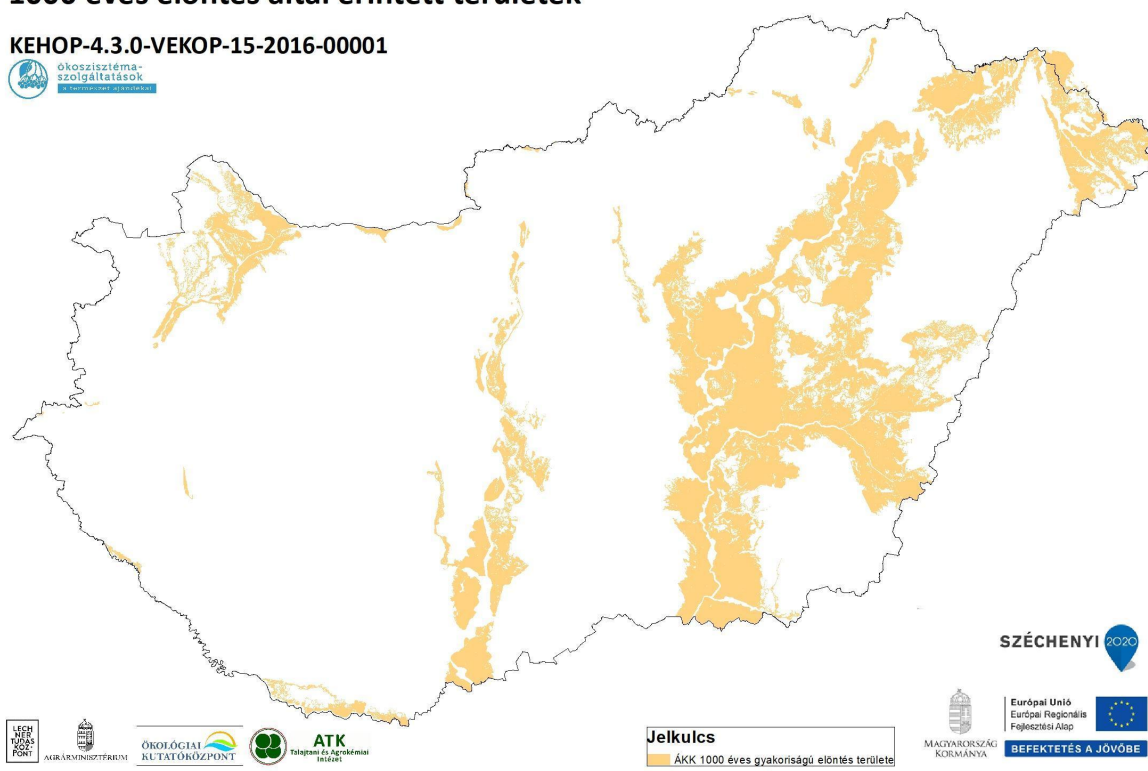 1000 éves elöntés által érintett területek
KEHOP-4.3.0-VEKOP-15-2016-00001
ökoszisztéma-
szolgáltatások
a természet ajándékai
SZÉCHENYI 2020
LECH
NER
TUDÁS
KÖZ-
PONT
AGRÁRMINISZTÉRIUM
ÖKOLÓGIAI
KUTATÓKÖZPONT
ATK
Talajtani és Agrokémiai
Intézet
Jelkulcs
ÁKK 1000 éves gyakoriságú elöntés területe
MAGYARORSZÁG
KORMÁNYA
Európai Unió
Európai Regionális
Fejlesztési Alap
BEFEKTETÉS A JÖVŐBE